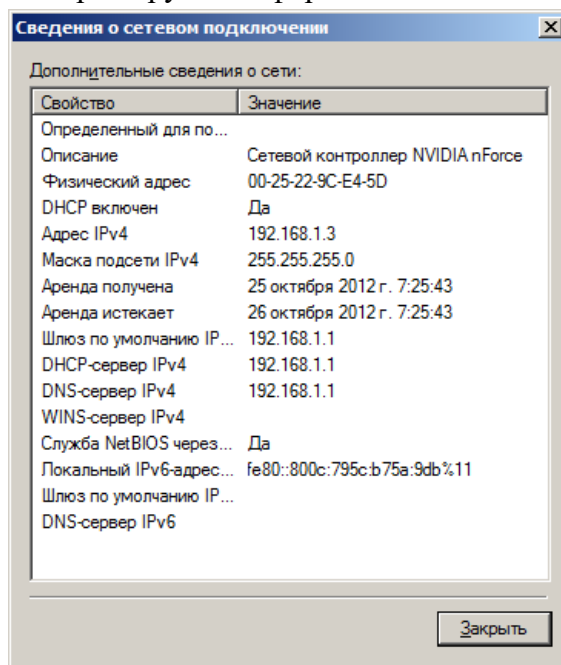 Сведения о сетевом подключении
Дополнительные сведения о сети:
Свойство Значение
Определенный для по...
Описание Сетевой контроллер NVIDIA nForce
Физический адрес 00-25-22-9C-E4-5D
DHCP включен Да
Адрес IPv4 192.168.1.3
Маска подсети IPv4 255.255.255.0
Аренда получена 25 октября 2012 г. 7:25:43
Аренда истекает 26 октября 2012 г. 7:25:43
Шлюз по умолчанию IP... 192.168.1.1
DHCP-сервер IPv4 192.168.1.1
DNS-сервер IPv4 192.168.1.1
WINS-сервер IPv4
Служба NetBIOS через... Да
Локальный IPv6-адрес... fe80::800c:795c:b75a:9db%11
Шлюз по умолчанию IP...
DNS-сервер IPv6
Закрыть